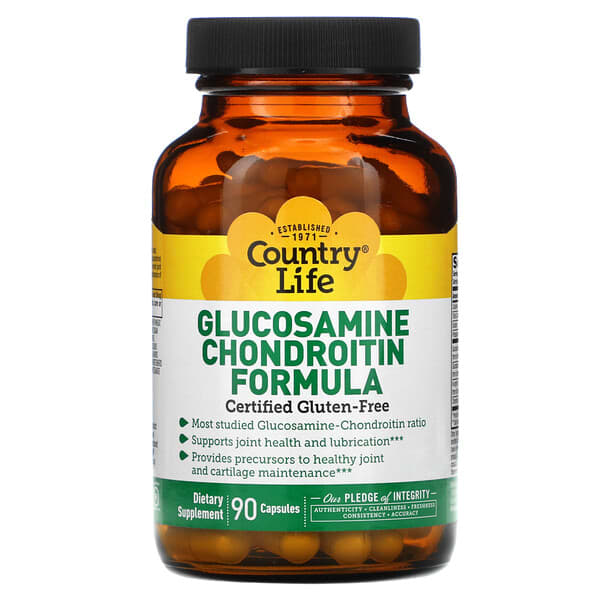 ESTABLISHED
1971
Country®
Life
GLUCOSAMINE
CHONDROITIN
FORMULA
Certified Gluten-Free
Most studied Glucosamine-Chondroitin ratio
Supports joint health and lubrication***
Provides precursors to healthy joint
and cartilage maintenance***
Dietary
Supplement
90 Capsules
Our PLEDGE of INTEGRITY
AUTHENTICITY • CLEANLINESS • FRESHNESS
CONSISTENCY • ACCURACY